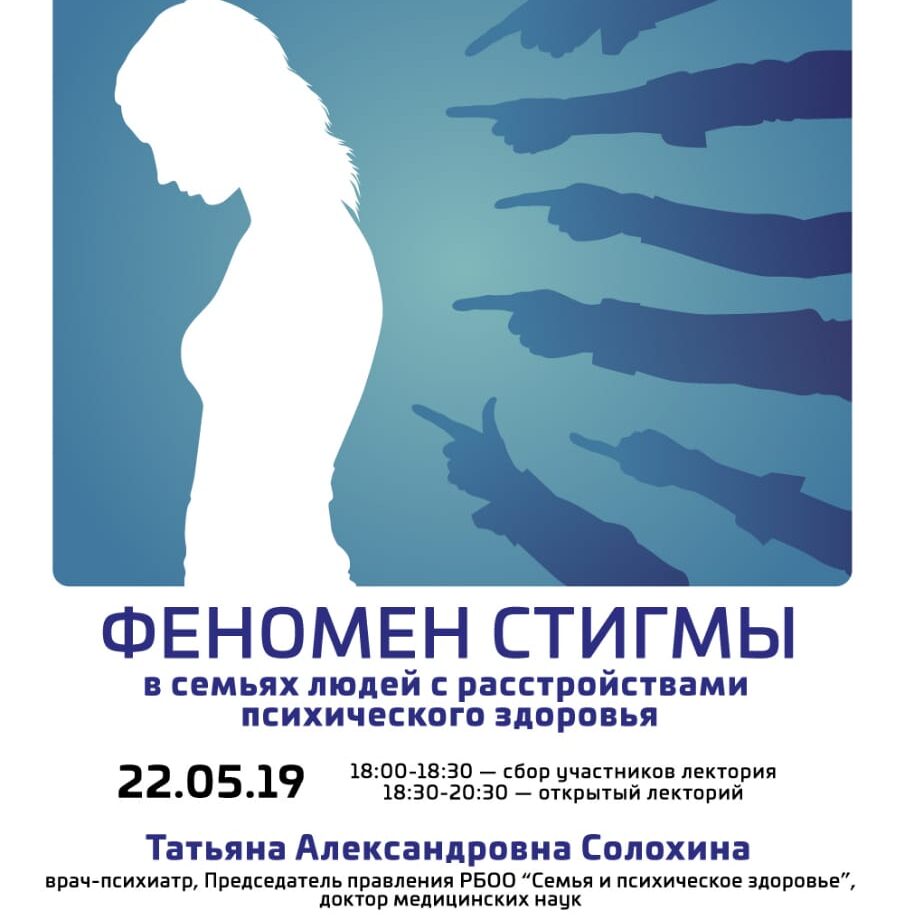 ФЕНОМЕН СТИГМЫ
в семьях людей с расстройствами
психического здоровья
22.05.19
18:00-18:30 — сбор участников лектория
18:30-20:30 — открытый лекторий
Татьяна Александровна Солохина
врач-психиатр, Председатель правления РБОО “Семья и психическое здоровье”,
доктор медицинских наук